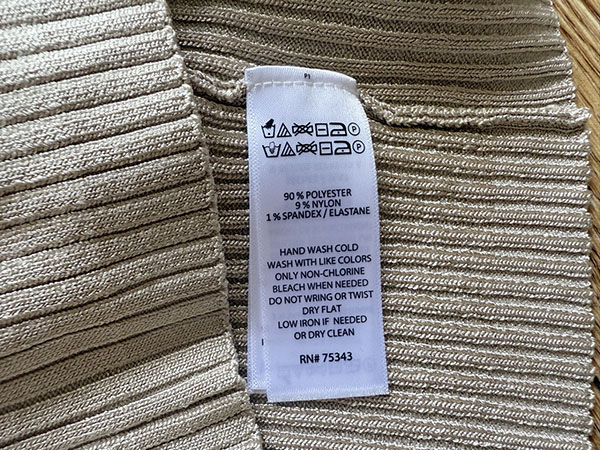 P1
90% POLYESTER
9% NYLON
1% SPANDEX / ELASTANE
HAND WASH COLD
WASH WITH LIKE COLORS
ONLY NON-CHLORINE
BLEACH WHEN NEEDED
DO NOT WRING OR TWIST
DRY FLAT
LOW IRON IF NEEDED
OR DRY CLEAN
RN# 75343